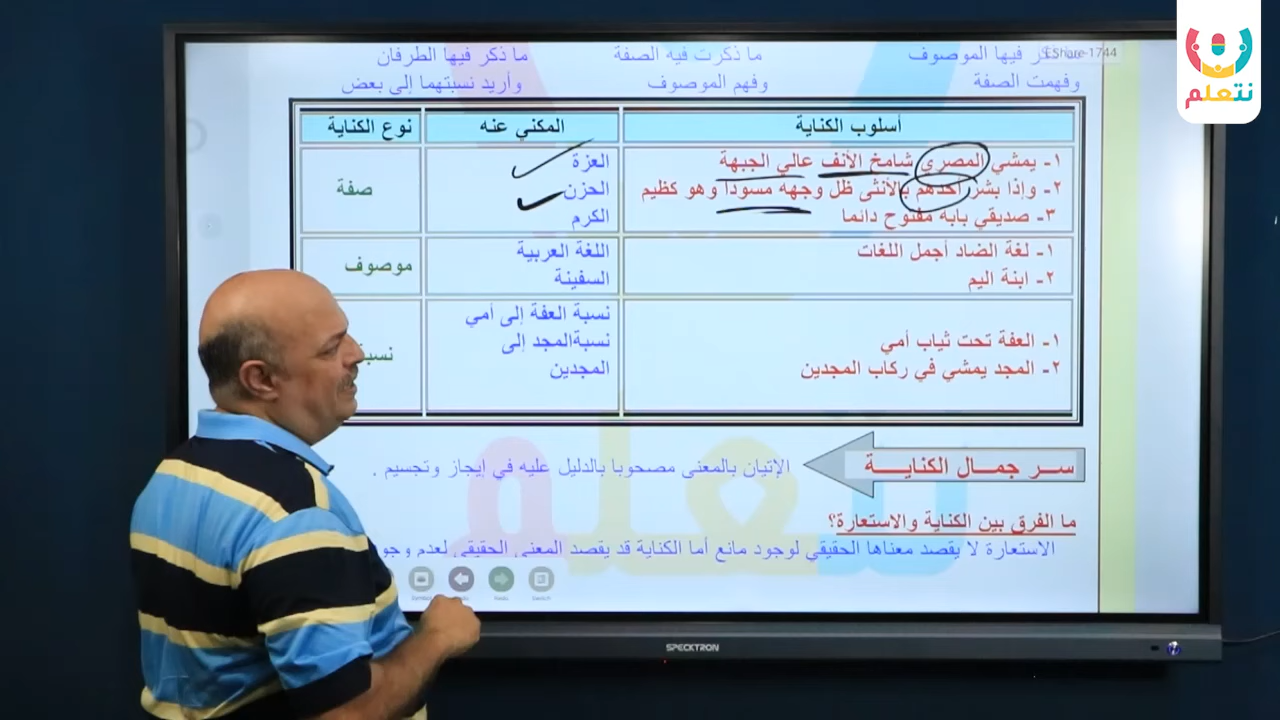 نتعلم
EShare-1744
ذكر فيها الموصوف
وفهمت الصفة
ما ذكرت فيه الصفة
وفهم الموصوف
ما ذكر فيها الطرفان
وأريد نسبتهما إلى بعض
أسلوب الكناية
المكني عنه
نوع الكناية
١- يمشي المصري شامخ الأنف عالي الجبهة
٢- وإذا بشر أحدهم بالأنثى ظل وجهه مسودا وهو كظيم
٣- صديقي بابه مفتوح دائما
العزة
الحزن
الكرم
صفة
١- لغة الضاد أجمل اللغات
٢- ابنة اليم
اللغة العربية
السفينة
موصوف
١- العفة تحت ثياب أمي
٢- المجد يمشي في ركاب المجدين
نسبة العفة إلى أمي
نسبةالمجد إلى
المجدين
سر جمال الكناية
الإتيان بالمعنى مصحوبا بالدليل عليه في إيجاز وتجسيم .
ما الفرق بين الكناية والاستعارة؟
الاستعارة لا يقصد معناها الحقيقي لوجود مانع أما الكناية قد يقصد المعنى الحقيقي لعدم
SPECKTRON